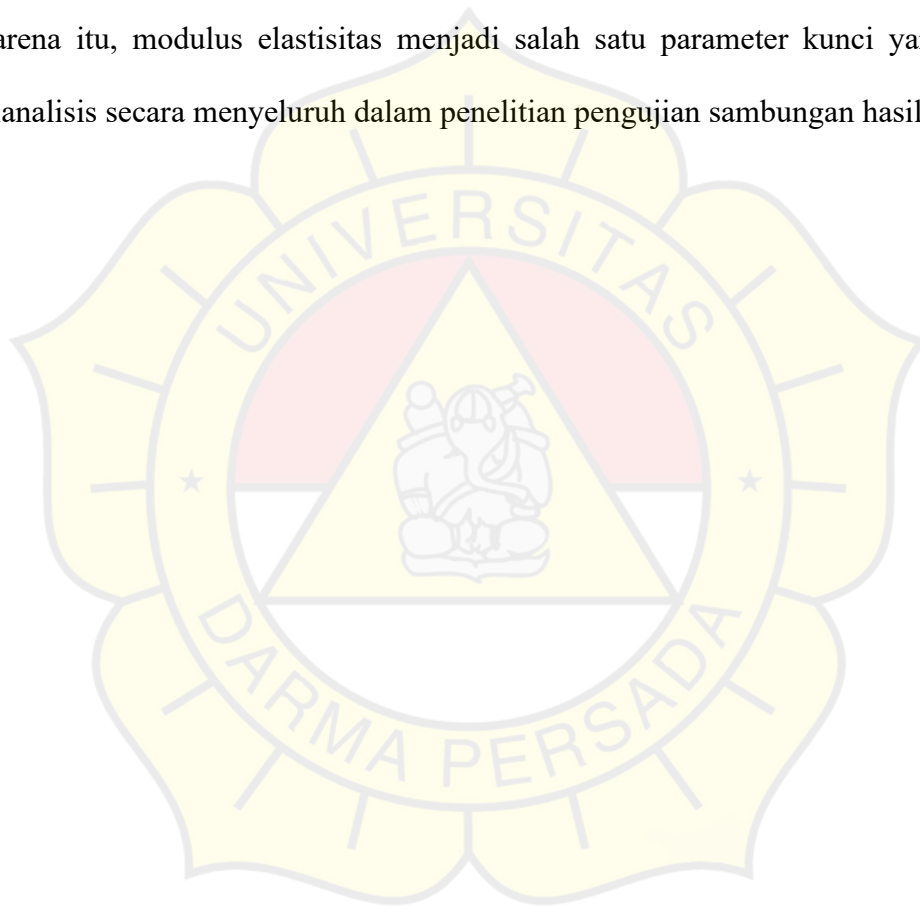 arena itu, modulus elastisitas menjadi salah satu parameter kunci
analisis secara menyeluruh dalam penelitian pengujian sambungan hasil
UNIVERSITAS
DARMA PERSADA